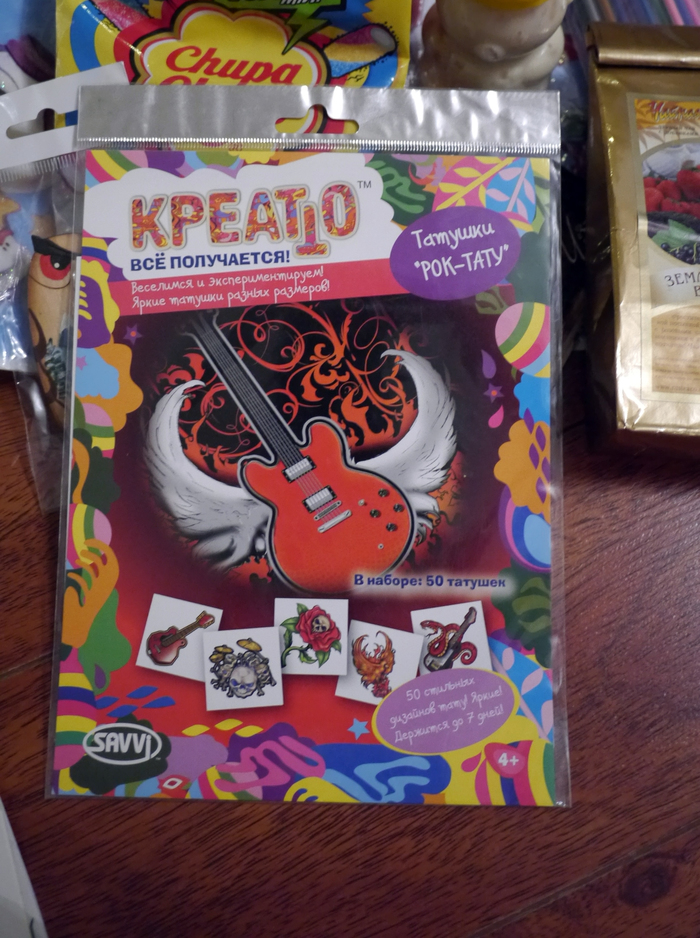 Chupa
КРЕАТТО™
ВСЁ ПОЛУЧАЕТСЯ!
Веселимся и экспериментируем!
Яркие татушки разных размеров!
Татушки
"РОК-ТАТУ"
В наборе: 50 татушек
50 стильных
дизайнов тату! Яркие!
Держится до 7 дней!
SAVVI
4+